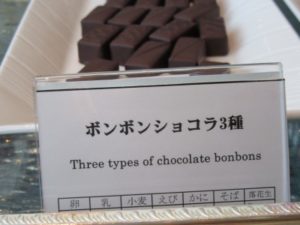 ボンボンショコラ3種
Three types of chocolate bonbons
卵 乳 小麦 えび かに そば 落花生